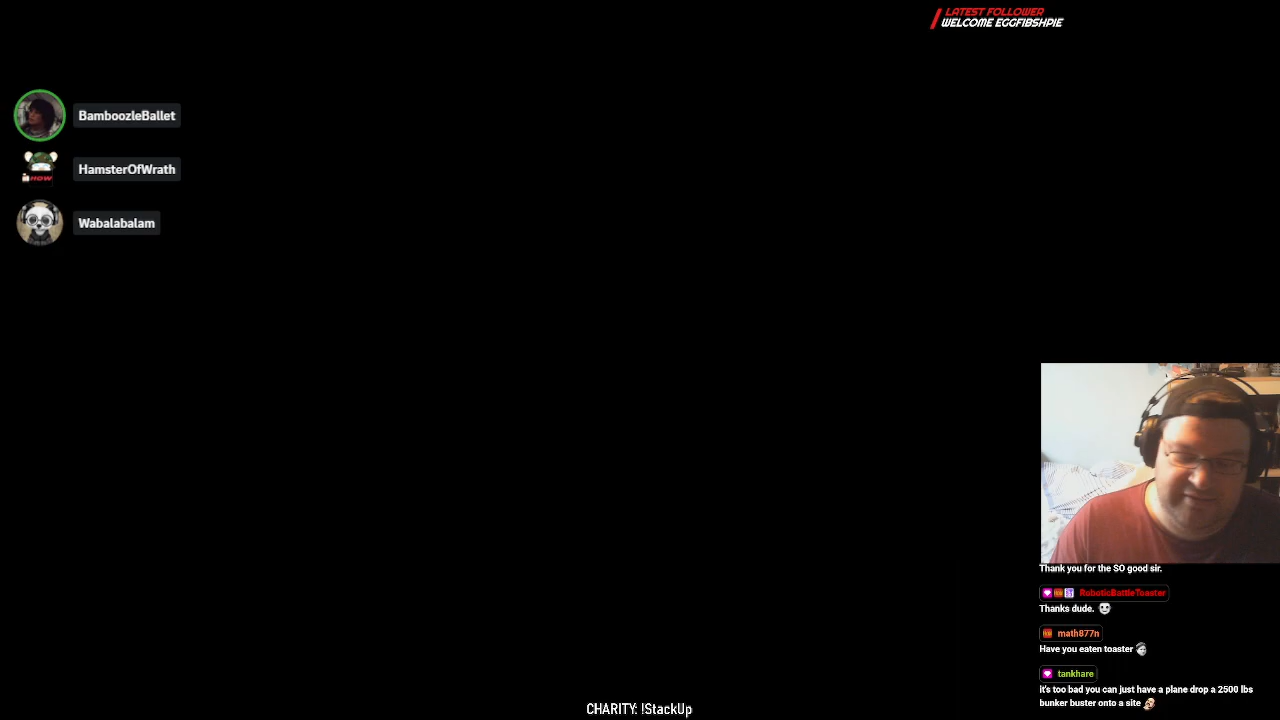 LATEST FOLLOWER
WELCOME EGGFIBSHPIE
BamboozleBallet
HamsterOfWrath
HOW
Wabalabalam
Thank you for the SO good sir.
RoboticBattleToaster
Thanks dude.
math877n
Have you eaten toaster
tankhare
it's too bad you can just have a plane drop a 2500 lbs
bunker buster onto a site
CHARITY: !StackUp